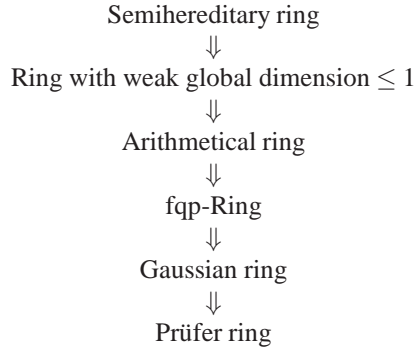 Semihereditary ring
⇓
Ring with weak global dimension ≤ 1
⇓
Arithmetical ring
⇓
fqp-Ring
⇓
Gaussian ring
⇓
Prüfer ring